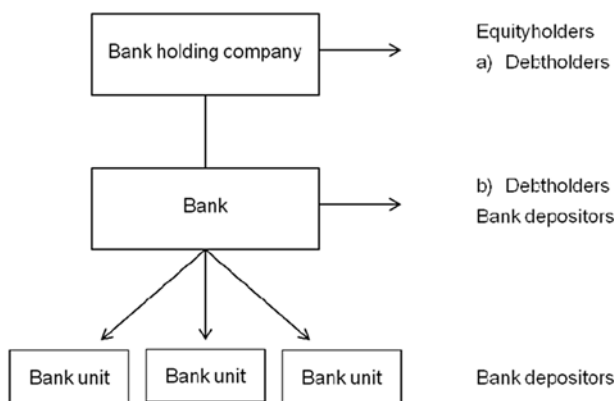 Equityholders
Bank holding company
a) Debtholders
b) Debtholders
Bank
Bank depositors
Bank unit
Bank unit
Bank unit
Bank depositors